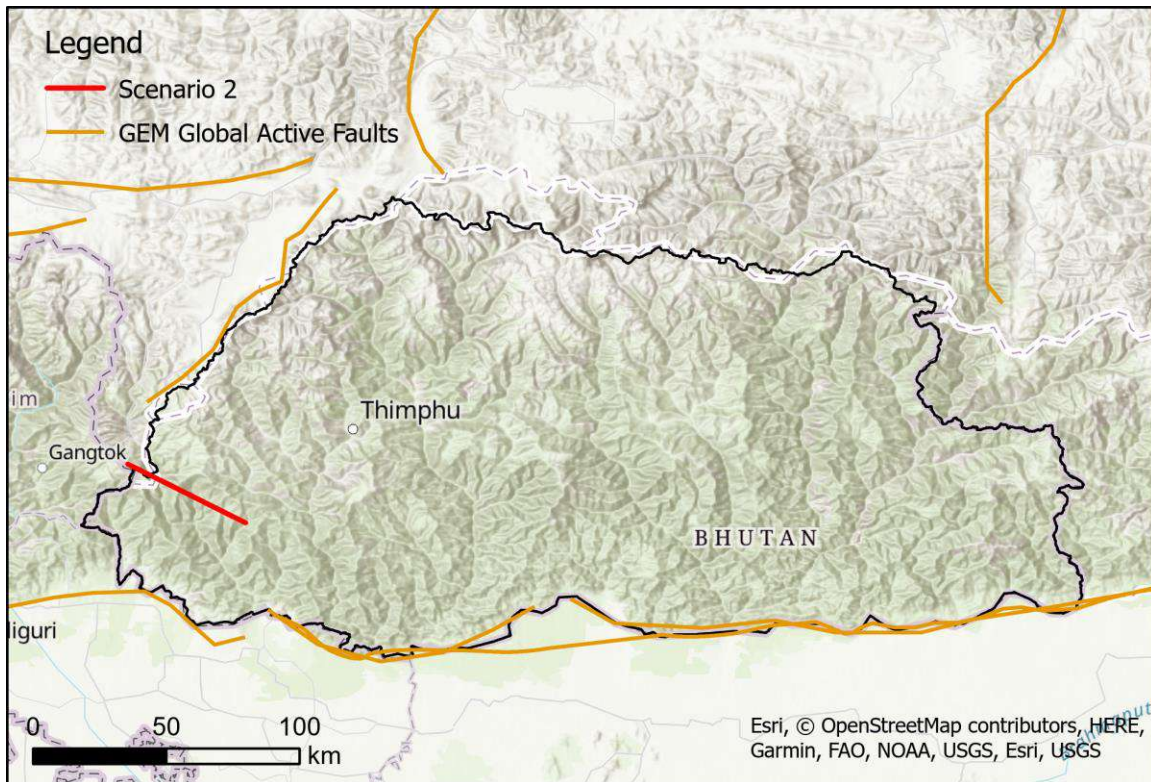 Legend
Scenario 2
GEM Global Active Faults
Thimphu
im
Gangtok
BHUTAN
liguri
0 50 100
km
Esri, © OpenStreetMap contributors, HERE,
Garmin, FAO, NOAA, USGS, Esri, USGS